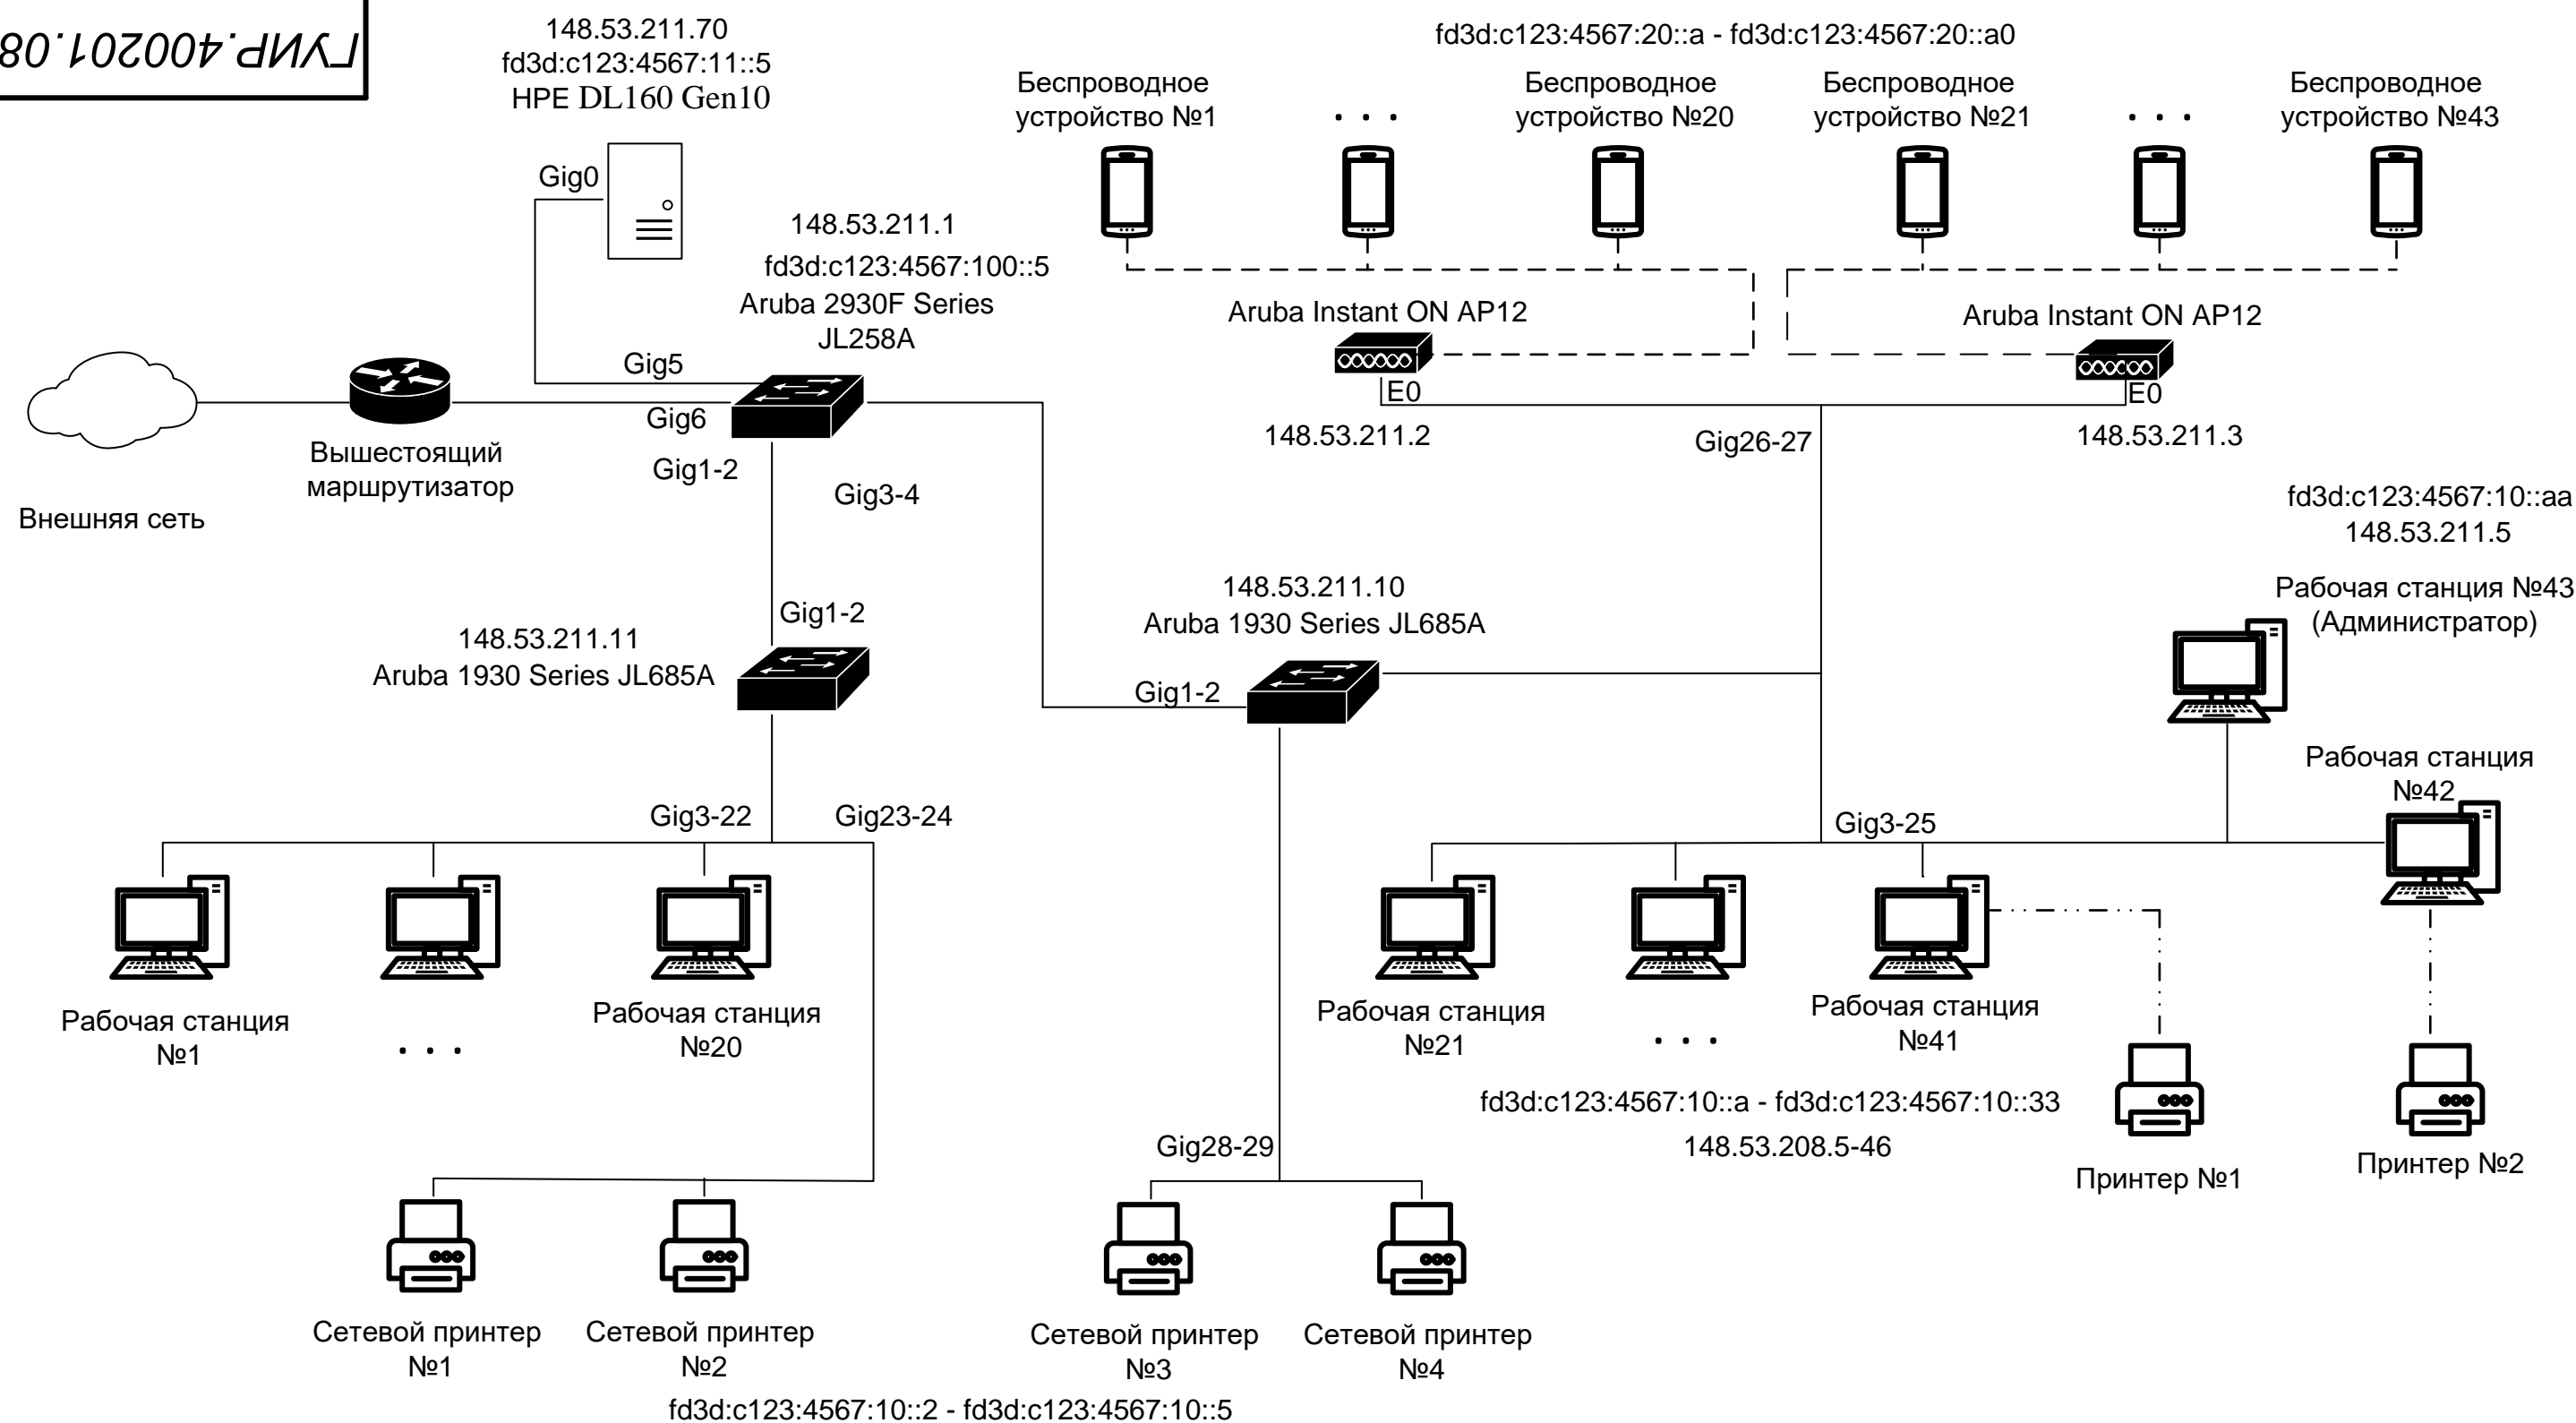 ГУИР.400201.08
148.53.211.70
fd3d:c123:4567:11::5
HPE DL160 Gen10
fd3d:c123:4567:20::a - fd3d:c123:4567:20::a0
Беспроводное
устройство №1
. . .
Беспроводное
устройство №20
Беспроводное
устройство №21
. . .
Беспроводное
устройство №43
Gig0
148.53.211.1
fd3d:c123:4567:100::5
Aruba 2930F Series
JL258A
Aruba Instant ON AP12
Aruba Instant ON AP12
Gig5
Gig6
Gig1-2
Gig3-4
E0
E0
148.53.211.2
Gig26-27
148.53.211.3
Вышестоящий
маршрутизатор
Внешняя сеть
fd3d:c123:4567:10::aa
148.53.211.5
Рабочая станция №43
(Администратор)
148.53.211.10
Aruba 1930 Series JL685A
Gig1-2
148.53.211.11
Aruba 1930 Series JL685A
Gig1-2
Рабочая станция
№42
Gig3-22
Gig23-24
Gig3-25
Рабочая станция
№1
. . .
Рабочая станция
№20
Рабочая станция
№21
. . .
Рабочая станция
№41
fd3d:c123:4567:10::a - fd3d:c123:4567:10::33
148.53.208.5-46
Gig28-29
Принтер №1
Принтер №2
Сетевой принтер
№1
Сетевой принтер
№2
Сетевой принтер
№3
Сетевой принтер
№4
fd3d:c123:4567:10::2 - fd3d:c123:4567:10::5